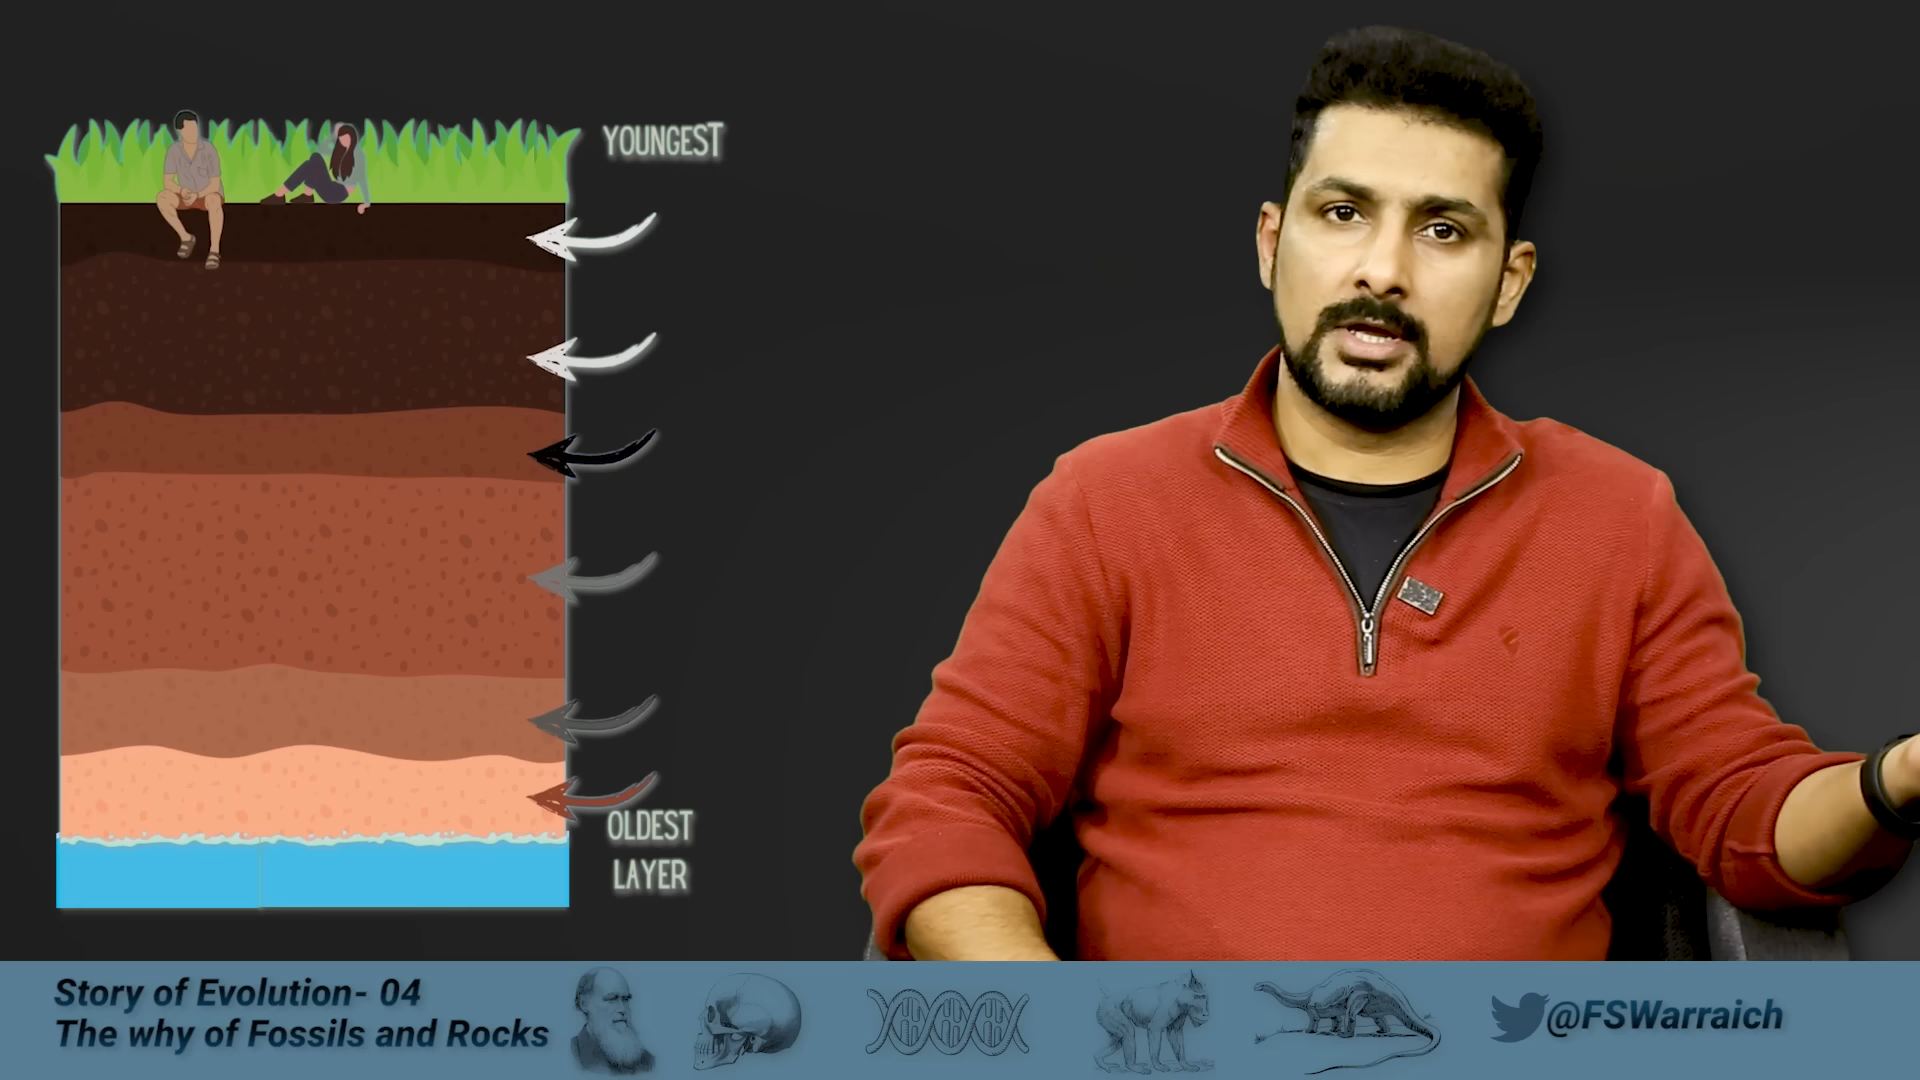 YOUNGEST
OLDEST
LAYER
Story of Evolution- 04
The why of Fossils and Rocks
@FSWarraich